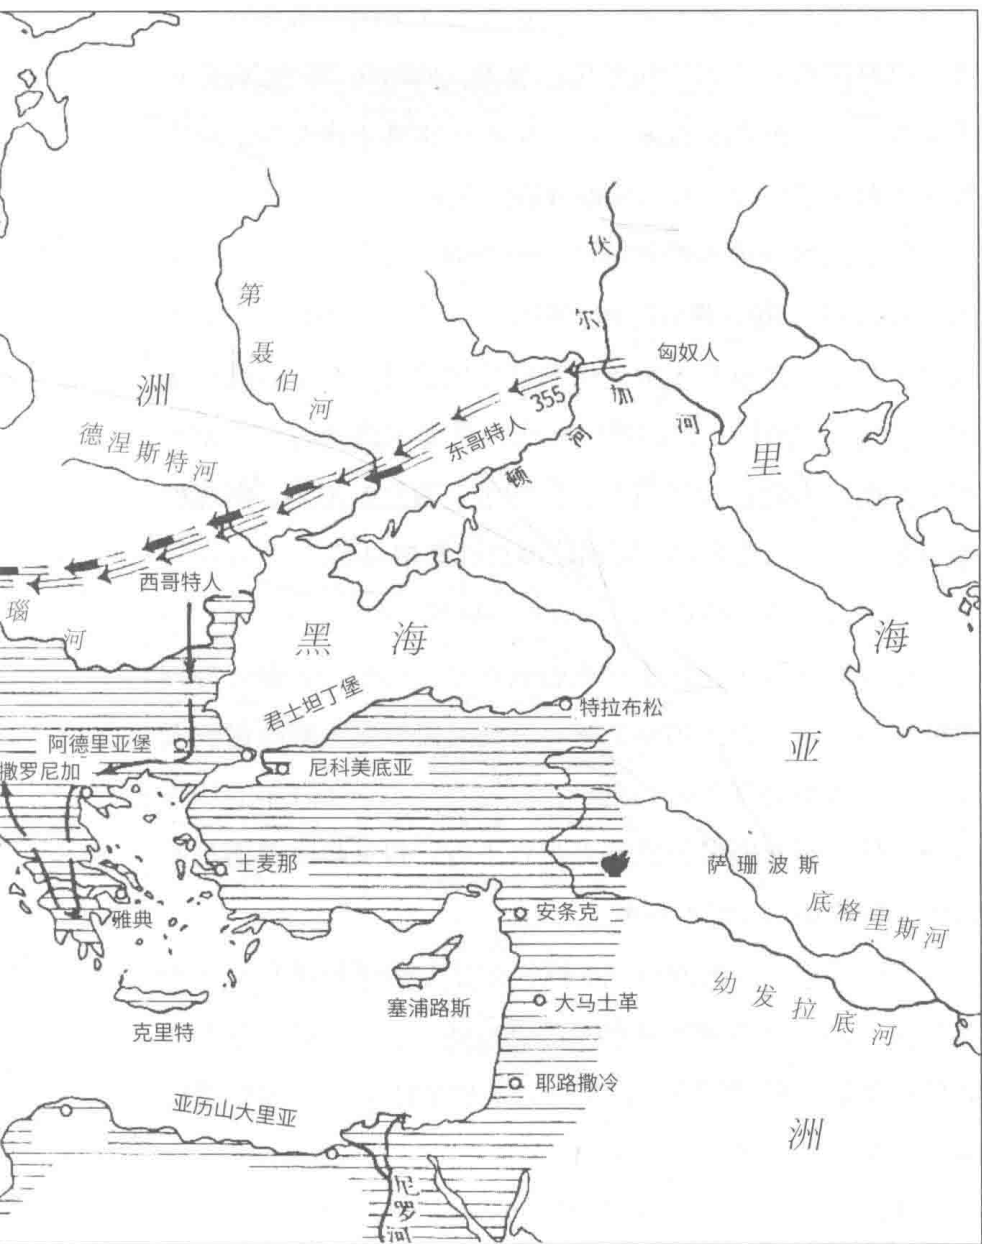 伏尔加河
第聂伯河
匈奴人
洲
355
德涅斯特河
东哥特人
顿河
里
西哥特人
瑙河
黑海
海
君士坦丁堡
特拉布松
阿德里亚堡
亚
撒罗尼加
尼科美底亚
士麦那
萨珊波斯
雅典
安条克
底格里斯河
塞浦路斯
大马士革
幼发拉底河
克里特
耶路撒冷
亚历山大里亚
洲
尼罗河